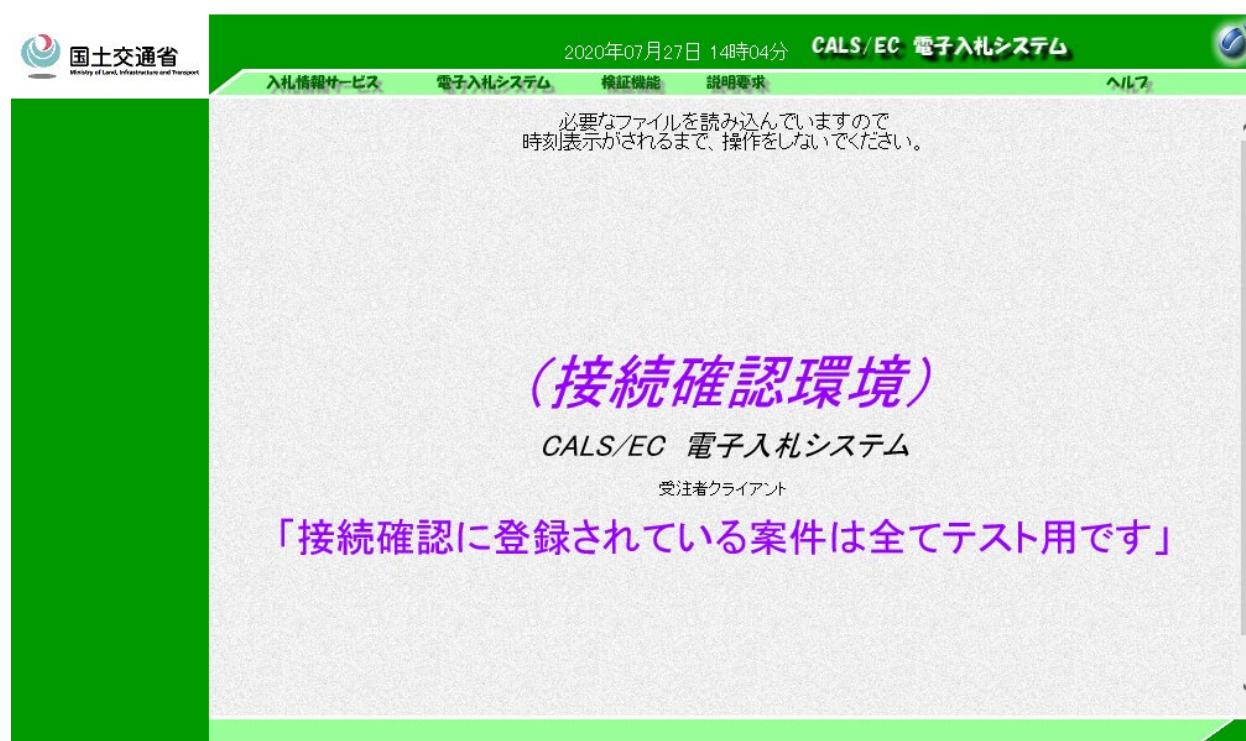 国土交通省
Ministry of Land, Infrastructure and Transport
2020年07月27日 14時04分 CALS/EC 電子入札システム
入札情報サービス 電子入札システム 検証機能 説明要求 ヘルプ
必要なファイルを読み込んでいますので
時刻表示がされるまで、操作をしないでください。
（接続確認環境）
CALS/EC 電子入札システム
受注者クライアント
「接続確認に登録されている案件は全てテスト用です」